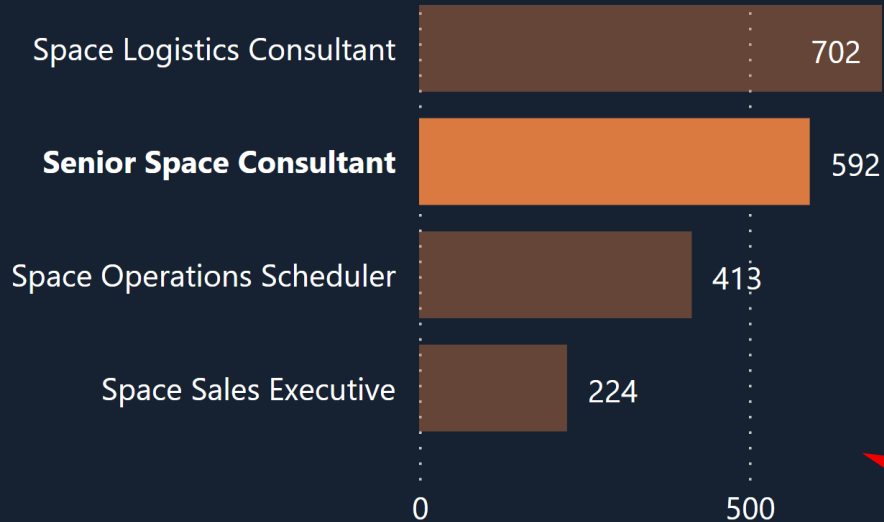 Space Logistics Consultant 702
Senior Space Consultant 592
Space Operations Scheduler 413
Space Sales Executive 224
0 500